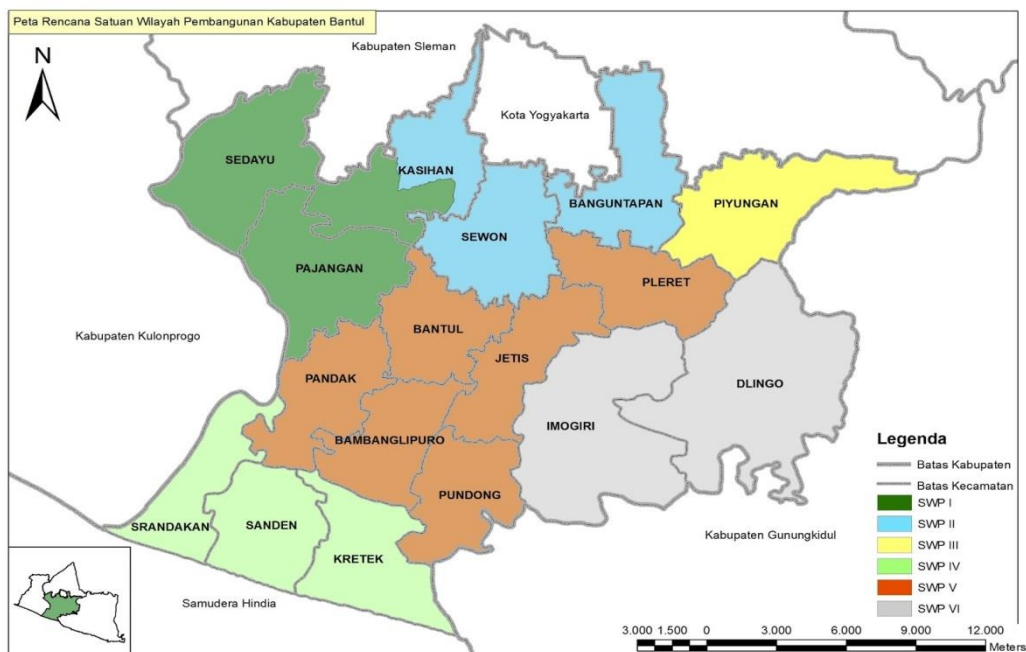 Peta Rencana Satuan Wilayah Pembangunan Kabupaten Bantul
Kabupaten Sleman
N
Kota Yogyakarta
SEDAYU
KASIHAN
BANGUNTAPAN
PIYUNGAN
SEWON
PAJANGAN
PLERET
Kabupaten Kulonprogo
BANTUL
JETIS
PANDAK
DLINGO
IMOGIRI
BAMBANGLIPURO
Legenda
Batas Kabupaten
Batas Kecamatan
SWP I
SWP II
SWP III
SWP IV
SWP V
SWP VI
PUNDONG
SRANDAKAN
SANDEN
KRETEK
Kabupaten Gunungkidul
Samudera Hindia
3.000 1.500 0 3.000 6.000 9.000 12.000
Meters